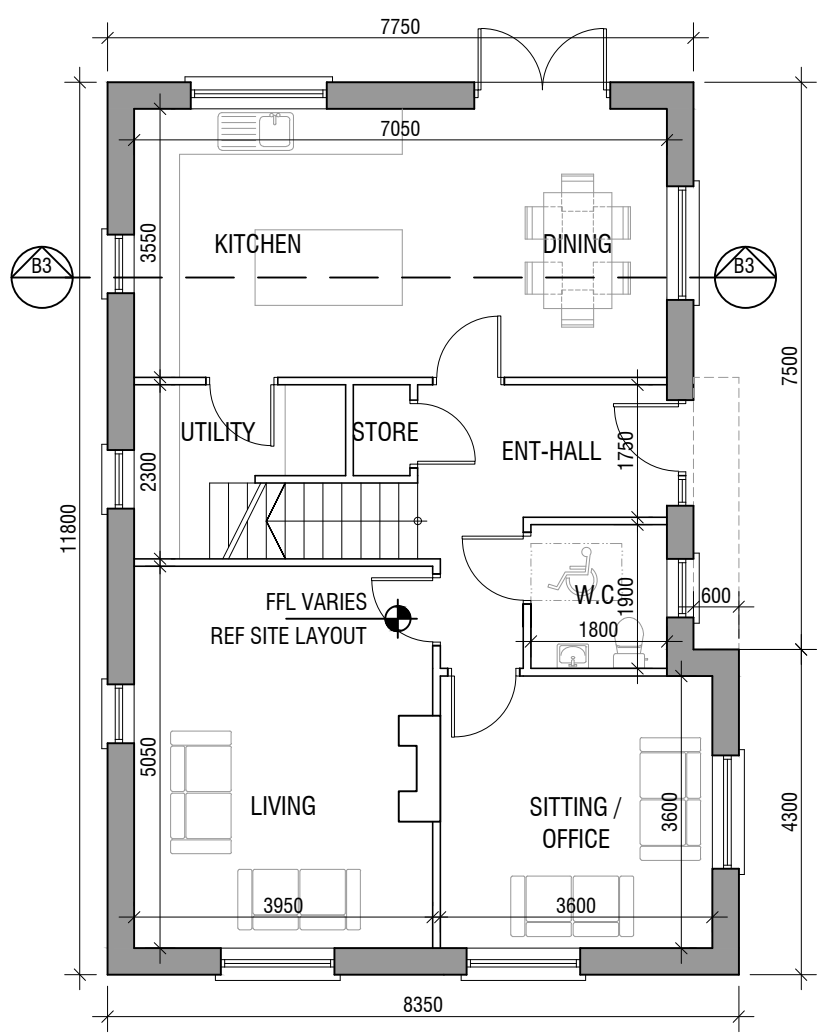 7750
7050
3550
KITCHEN
DINING
B3
B3
7500
UTILITY
STORE
ENT-HALL
1750
2300
11800
FFL VARIES
REF SITE LAYOUT
W.C
1900
600
1800
5050
LIVING
SITTING /
OFFICE
3600
4300
3950
3600
8350